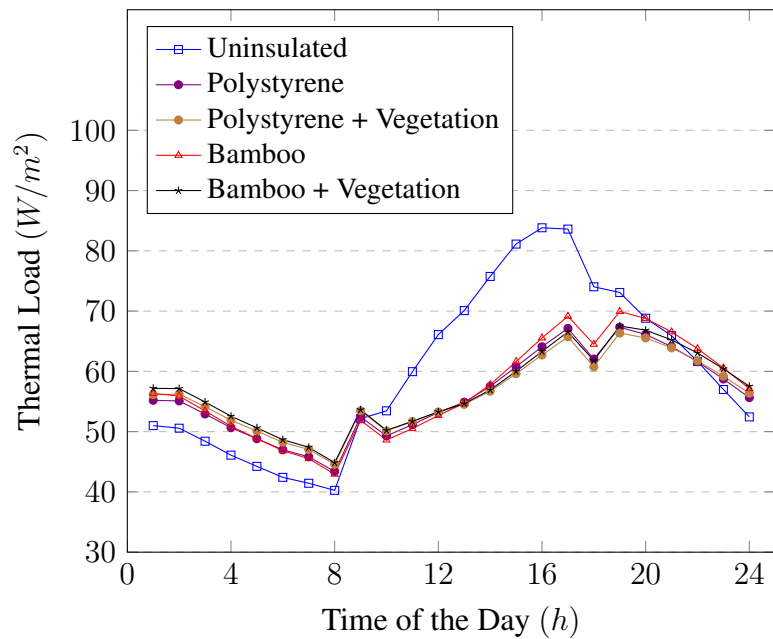 Uninsulated
Polystyrene
Polystyrene + Vegetation
Bamboo
Bamboo + Vegetation
Thermal Load (W/m²)
100
90
80
70
60
50
40
30
0 4 8 12 16 20 24
Time of the Day (h)